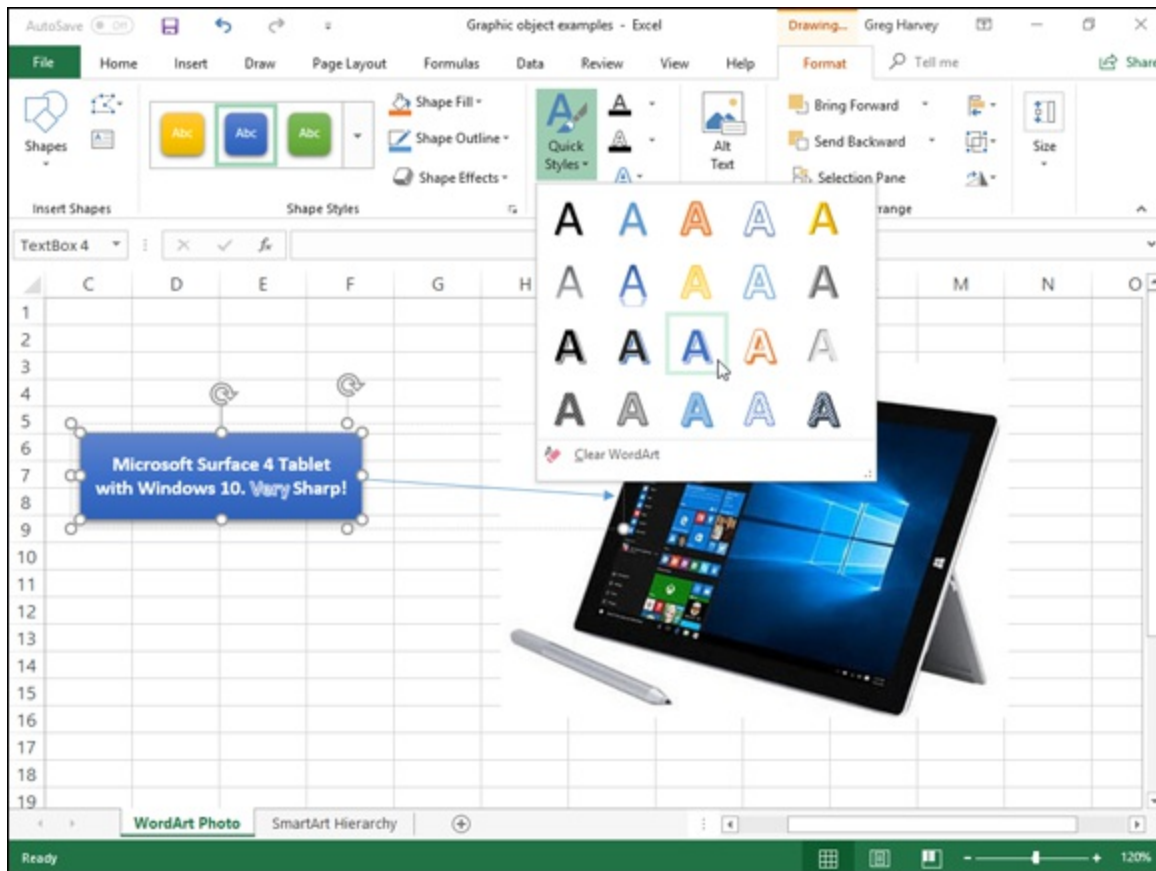 AutoSave Off
Graphic object examples - Excel
Drawing...
Greg Harvey
File
Home
Insert
Draw
Page Layout
Formulas
Data
Review
View
Help
Format
Tell me
Share
Shapes
Abc
Abc
Abc
Shape Fill
Shape Outline
Shape Effects
A
Quick
Styles
A
A
A
Alt
Text
Bring Forward
Send Backward
Selection Pane
Size
Insert Shapes
Shape Styles
range
TextBox 4
fx
A A A A A
A A A A A
A A A A A
A A A A A
Clear WordArt
C D E F G H M N O
1
2
3
4
5
6
7
8
9
10
11
12
13
14
15
16
17
18
19
Microsoft Surface 4 Tablet
with Windows 10. Very Sharp!
WordArt Photo
SmartArt Hierarchy
Ready
120%